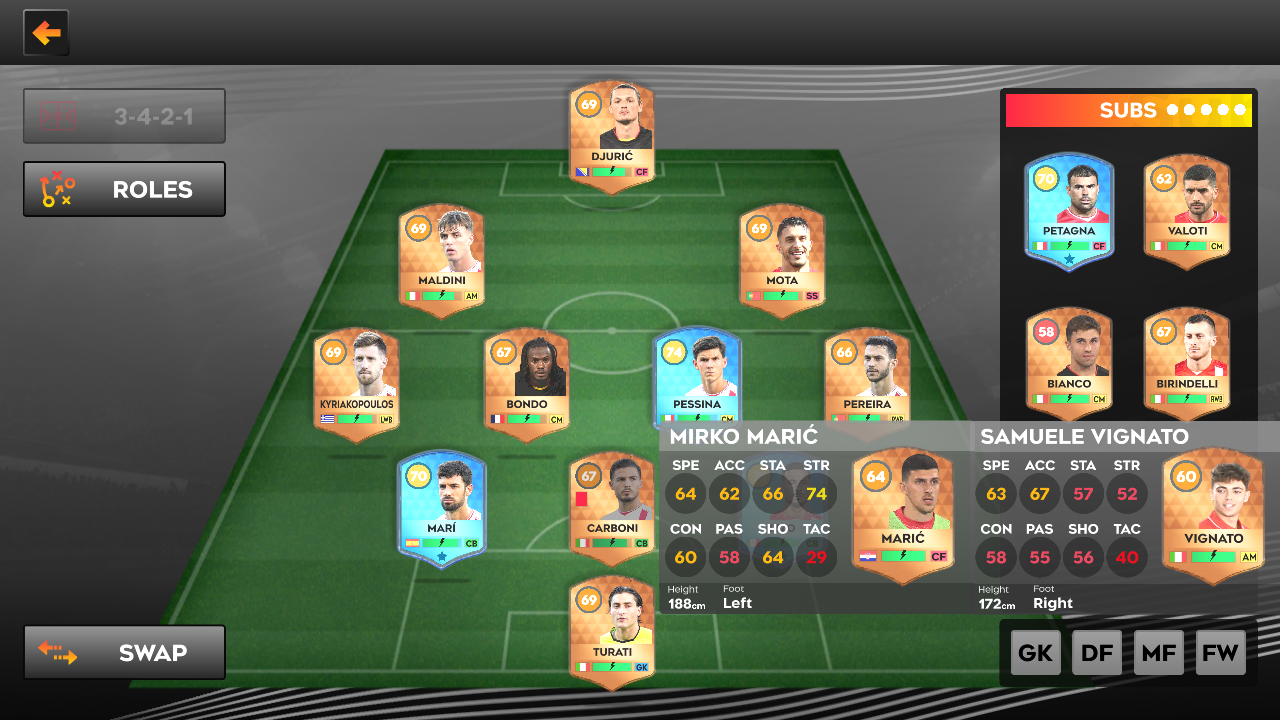 3-4-2-1
ROLES
69
DJURIĆ
CF
69
MALDINI
AM
69
MOTA
SS
69
KYRIAKOPOULOS
LWB
67
BONDO
CM
74
PESSINA
CM
66
PEREIRA
RWB
70
MARÍ
CB
67
CARBONI
CB
69
TURATI
GK
SWAP
SUBS
70
PETAGNA
CF
62
VALOTI
CM
58
BIANCO
CM
67
BIRINDELLI
RWB
MIRKO MARIĆ
SPE ACC STA STR
64 62 66 74
CON PAS SHO TAC
60 58 64 29
Height Foot
188cm Left
64
MARIĆ
CF
SAMUELE VIGNATO
SPE ACC STA STR
63 67 57 52
CON PAS SHO TAC
58 55 56 40
Height Foot
172cm Right
60
VIGNATO
AM
GK DF MF FW